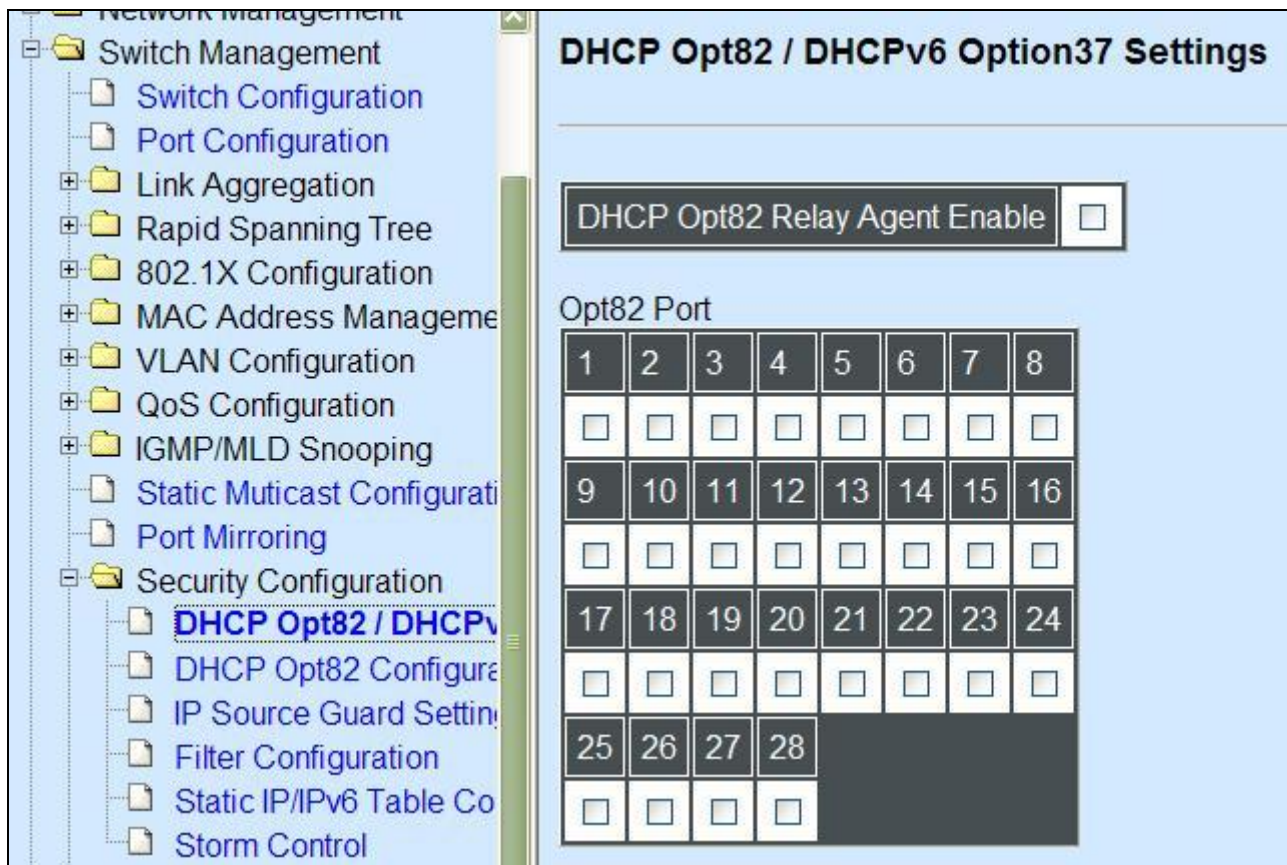 Network Management
Switch Management
Switch Configuration
Port Configuration
Link Aggregation
Rapid Spanning Tree
802.1X Configuration
MAC Address Manageme
VLAN Configuration
QoS Configuration
IGMP/MLD Snooping
Static Muticast Configurati
Port Mirroring
Security Configuration
DHCP Opt82 / DHCPv
DHCP Opt82 Configura
IP Source Guard Settin
Filter Configuration
Static IP/IPv6 Table Co
Storm Control
DHCP Opt82 / DHCPv6 Option37 Settings
DHCP Opt82 Relay Agent Enable
Opt82 Port
1 2 3 4 5 6 7 8
9 10 11 12 13 14 15 16
17 18 19 20 21 22 23 24
25 26 27 28